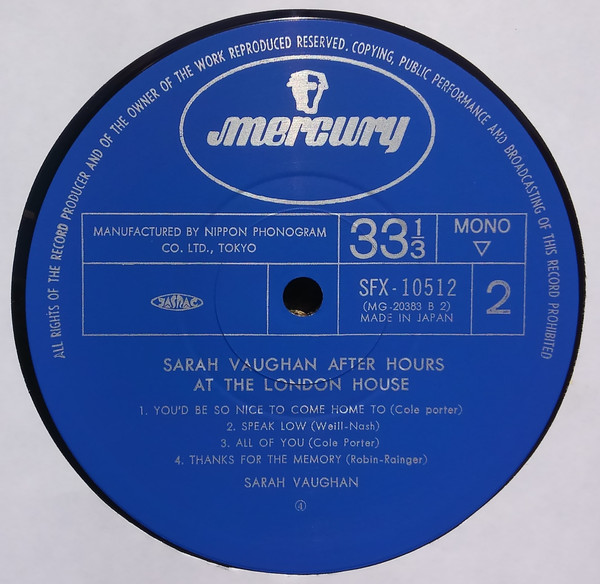 ALL RIGHTS OF THE RECORD PRODUCER AND OF THE OWNER OF THE WORK REPRODUCED RESERVED. COPYING, PUBLIC PERFORMANCE AND BROADCASTING OF THIS RECORD PROHIBITED
mercury
MANUFACTURED BY NIPPON PHONOGRAM
CO. LTD., TOKYO
33 1/3
MONO
▽
JASRAC
SFX-10512
(MG-20383 B 2)
MADE IN JAPAN
2
SARAH VAUGHAN AFTER HOURS
AT THE LONDON HOUSE
1. YOU'D BE SO NICE TO COME HOME TO (Cole porter)
2. SPEAK LOW (Weill-Nash)
3. ALL OF YOU (Cole Porter)
4. THANKS FOR THE MEMORY (Robin-Rainger)
SARAH VAUGHAN